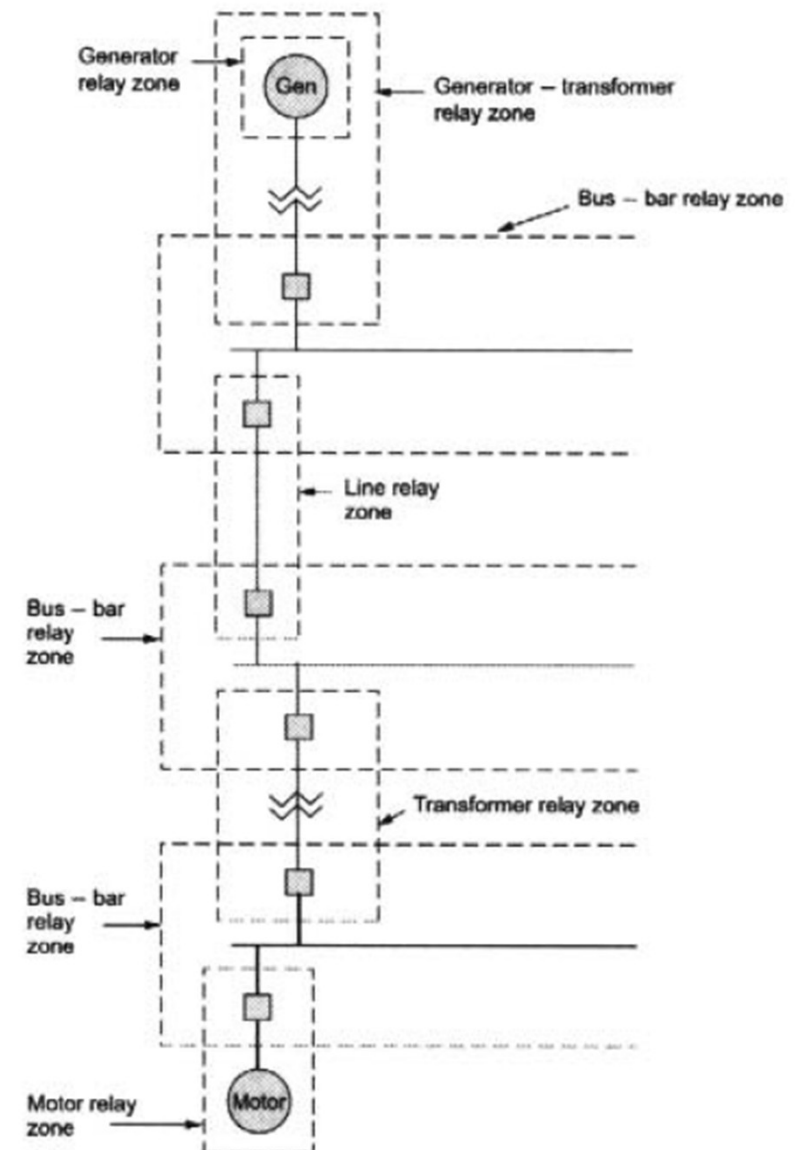 Generator
relay zone
Gen
Generator – transformer
relay zone
Bus – bar relay zone
Line relay
zone
Bus – bar
relay
zone
Transformer relay zone
Bus – bar
relay
zone
Motor relay
zone
Motor